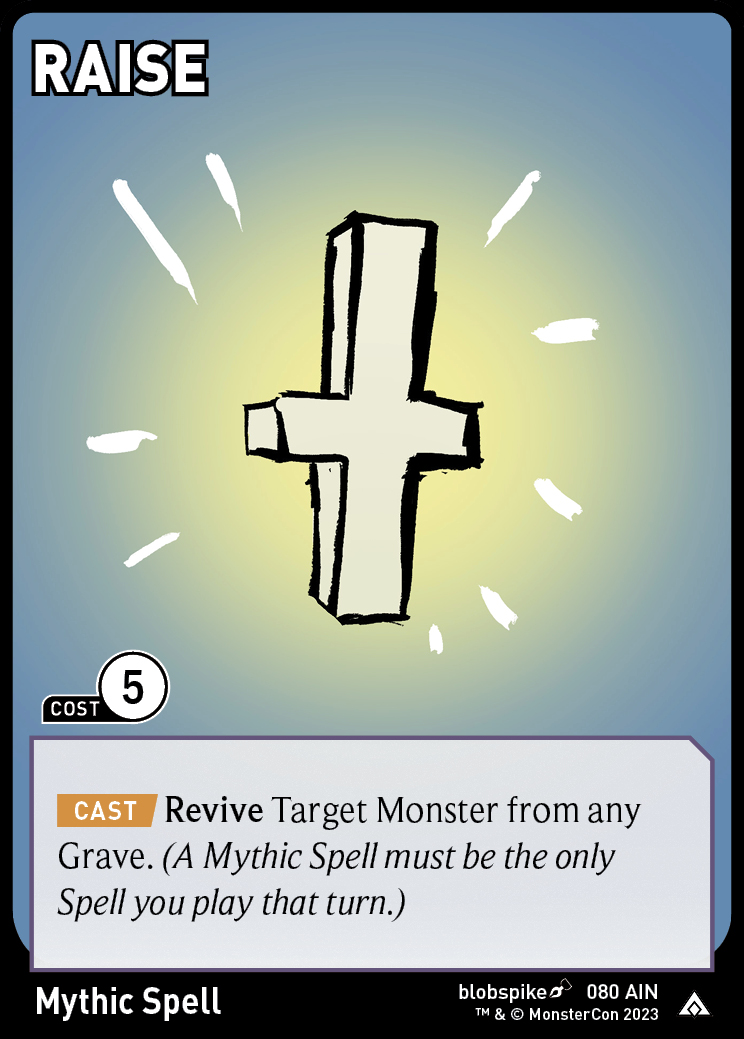 RAISE
COST 5
CAST Revive Target Monster from any
Grave. (A Mythic Spell must be the only
Spell you play that turn.)
Mythic Spell
blobspike 080 AIN
™ & © MonsterCon 2023